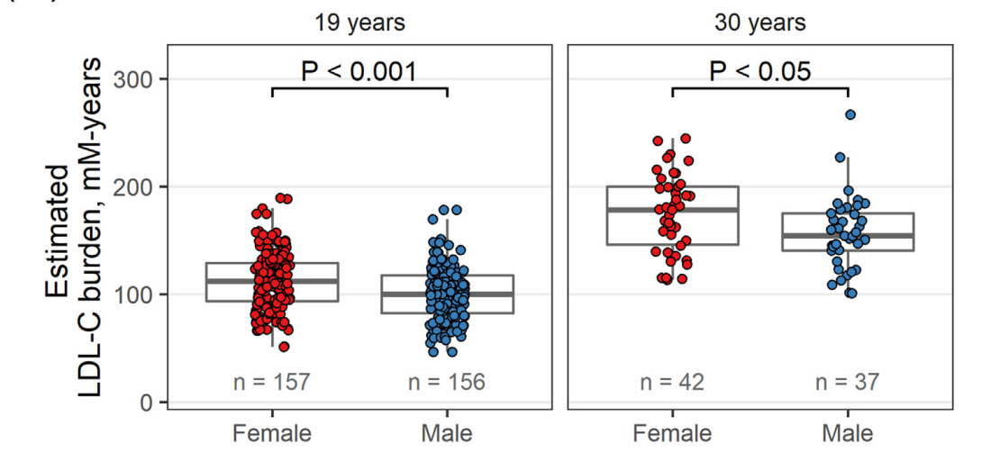 19 years
30 years
Estimated
LDL-C burden, mM-years
300
200
100
0
P < 0.001
P < 0.05
n = 157
n = 156
n = 42
n = 37
Female
Male
Female
Male